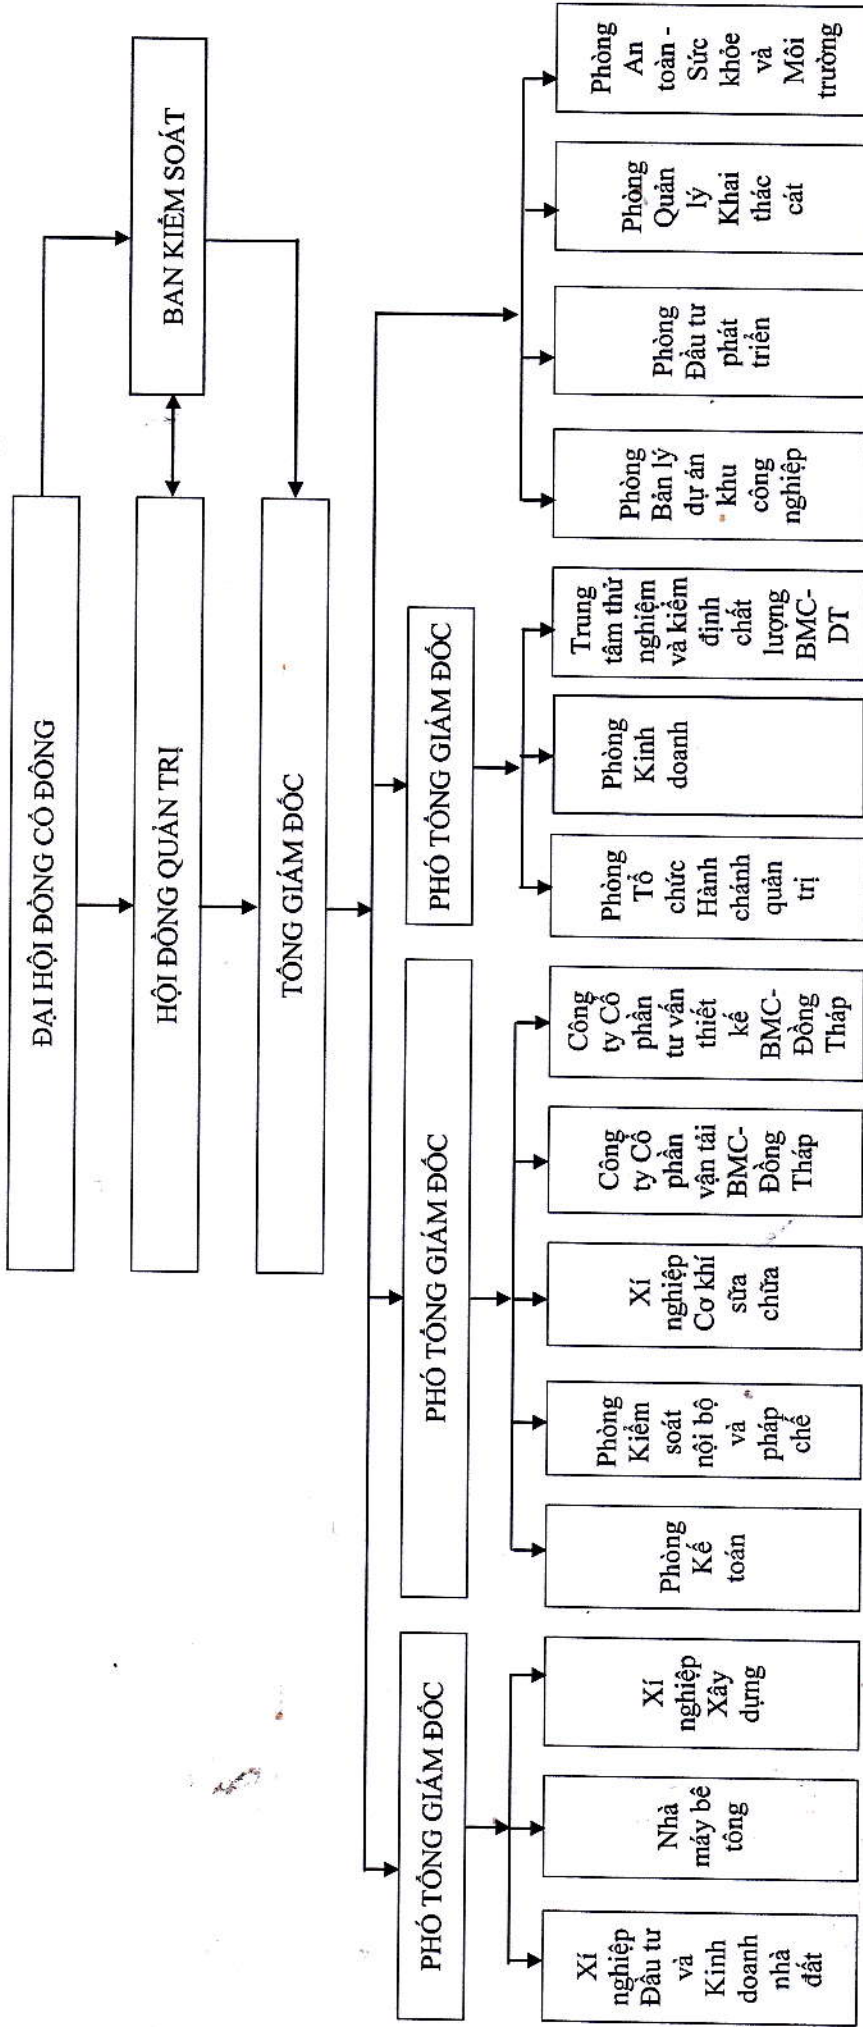 ĐẠI HỘI ĐỒNG CỔ ĐÔNG
BAN KIỂM SOÁT
HỘI ĐỒNG QUẢN TRỊ
TỔNG GIÁM ĐỐC
PHÓ TỔNG GIÁM ĐỐC
PHÓ TỔNG GIÁM ĐỐC
PHÓ TỔNG GIÁM ĐỐC
Xí
nghiệp
Đầu tư
và
Kinh
doanh
nhà
đất
Nhà
máy bê
tông
Xí
nghiệp
Xây
dựng
Phòng
Kế
toán
Phòng
Kiểm
soát
nội bộ
và
pháp
chế
Xí
nghiệp
Cơ khí
sữa
chữa
Công
ty Cổ
phần
vận tải
BMC-
Đồng
Tháp
Công
ty Cổ
phần
tư vấn
thiết
kế
BMC-
Đồng
Tháp
Phòng
Tổ
chức
Hành
chánh
quản
trị
Phòng
Kinh
doanh
Trung
tâm thử
nghiệm
và kiểm
định
chất
lượng
BMC-
DT
Phòng
Bản lý
dự án
khu
công
nghiệp
Phòng
Đầu tư
phát
triển
Phòng
Quản
lý
Khai
thác
cát
Phòng
An
toàn -
Sức
khỏe
và
Môi
trường